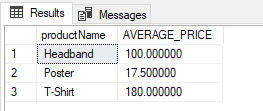 Results Messages
productName AVERAGE_PRICE
1 Headband 100.000000
2 Poster 17.500000
3 T-Shirt 180.000000